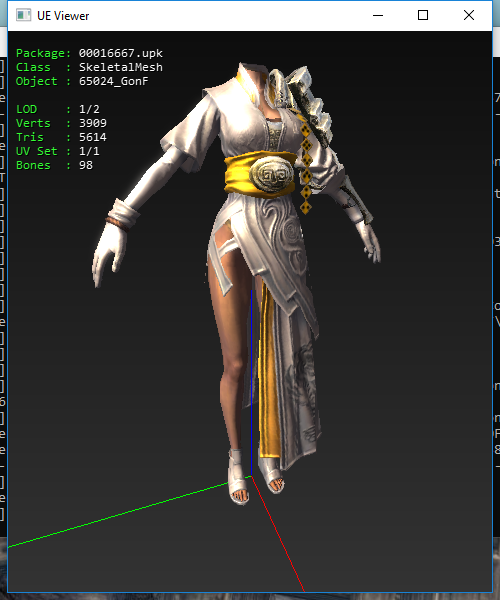 UE Viewer
Package: 00016667.upk
Class : SkeletalMesh
Object : 65024_GonF
LOD : 1/2
Verts : 3909
Tris : 5614
UV Set : 1/1
Bones : 98